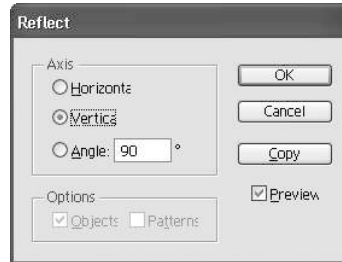 Reflect
Axis
Horizonta
Vertica
Angle: 90 °
Options
Objects Patterns
OK
Cancel
Copy
Preview